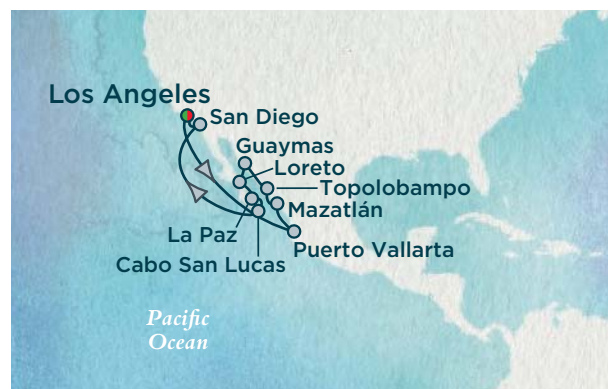 Los Angeles
San Diego
Guaymas
Loreto
Topolobampo
Mazatlán
La Paz
Puerto Vallarta
Cabo San Lucas
Pacific
Ocean